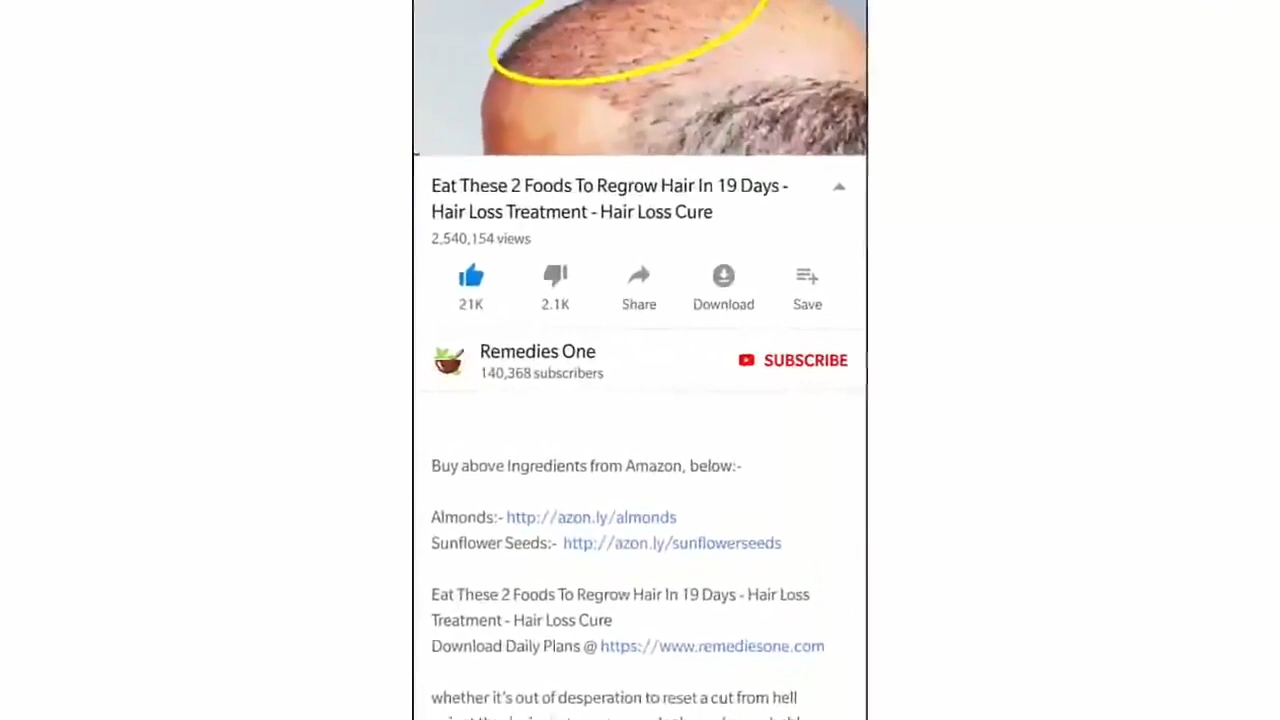 Eat These 2 Foods To Regrow Hair In 19 Days -
Hair Loss Treatment - Hair Loss Cure
2,540,154 views
21K
2.1K
Share
Download
Save
Remedies One
140,368 subscribers
SUBSCRIBE
Buy above Ingredients from Amazon, below:-
Almonds:- http://azon.ly/almonds
Sunflower Seeds:- http://azon.ly/sunflowerseeds
Eat These 2 Foods To Regrow Hair In 19 Days - Hair Loss
Treatment - Hair Loss Cure
Download Daily Plans @ https://www.remediesone.com
whether it's out of desperation to reset a cut from hell